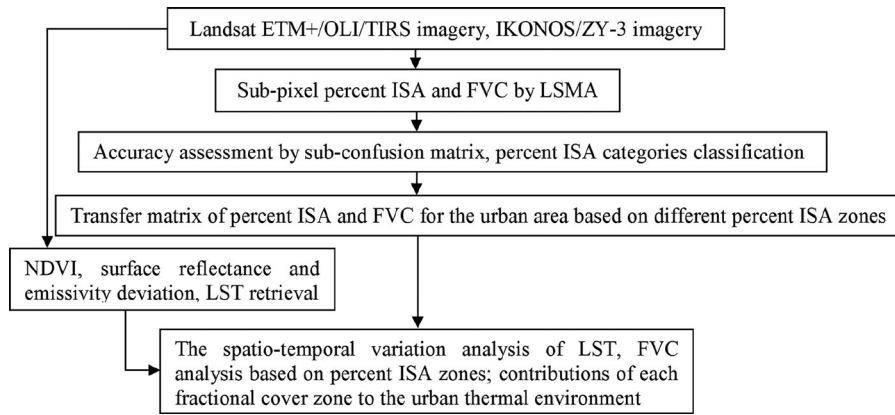 Landsat ETM+/OLI/TIRS imagery, IKONOS/ZY-3 imagery
Sub-pixel percent ISA and FVC by LSMA
Accuracy assessment by sub-confusion matrix, percent ISA categories classification
Transfer matrix of percent ISA and FVC for the urban area based on different percent ISA zones
NDVI, surface reflectance and
emissivity deviation, LST retrieval
The spatio-temporal variation analysis of LST, FVC
analysis based on percent ISA zones; contributions of each
fractional cover zone to the urban thermal environment